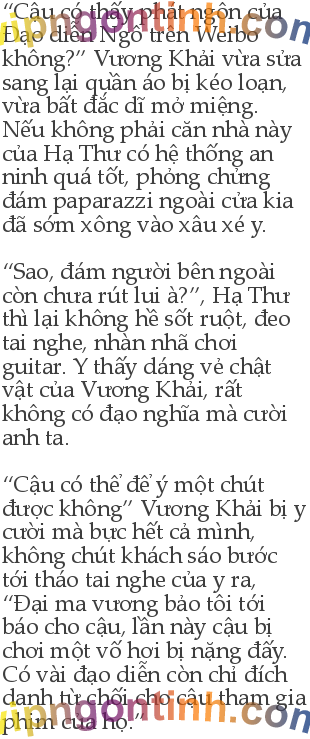 “Cậu có thấy phát ngôn của
Đạo diễn Ngô trên Weibo
không?” Vương Khải vừa sửa
sang lại quần áo bị kéo loạn,
vừa bất đắc dĩ mở miệng.
Nếu không phải căn nhà này
của Hạ Thư có hệ thống an
ninh quá tốt, phỏng chừng
đám paparazzi ngoài cửa kia
đã sớm xông vào xâu xé y.
“Sao, đám người bên ngoài
còn chưa rút lui à?”, Hạ Thư
thì lại không hề sốt ruột, đeo
tai nghe, nhàn nhã chơi
guitar. Y thấy dáng vẻ chật
vật của Vương Khải, rất
không có đạo nghĩa mà cười
anh ta.
“Cậu có thể để ý một chút
được không” Vương Khải bị y
cười mà bực hết cả mình,
không chút khách sáo bước
tới tháo tai nghe của y ra,
“Đại ma vương bảo tôi tới
báo cho cậu, lần này cậu bị
chơi một vố hơi bị nặng đấy.
Có vài đạo diễn còn chỉ đích
danh từ chối cho cậu tham gia
phim của họ.”
vipngontinh.com
vipngontinh.com